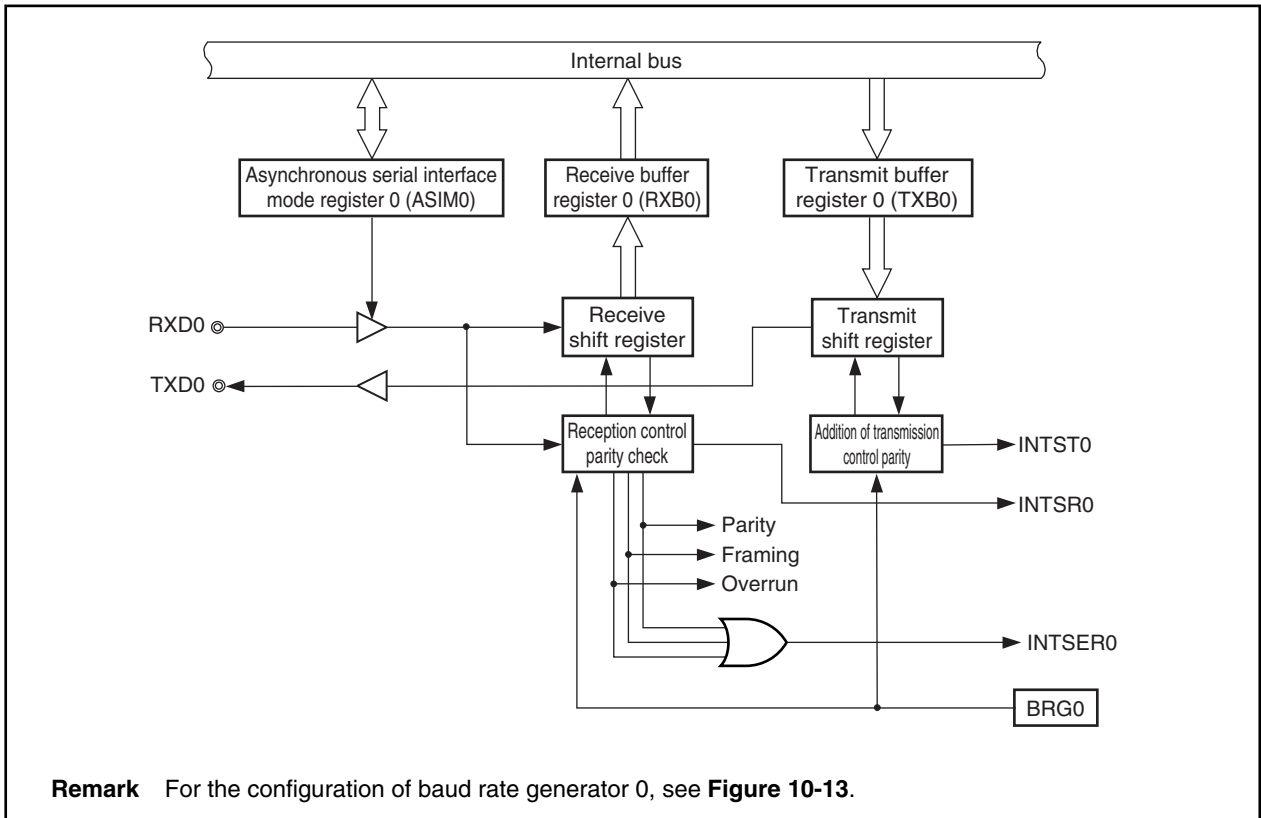 Internal bus
Asynchronous serial interface
mode register 0 (ASIM0)
Receive buffer
register 0 (RXB0)
Transmit buffer
register 0 (TXB0)
RXD0
Receive
shift register
Transmit
shift register
TXD0
Reception control
parity check
Addition of transmission
control parity
INTST0
INTSR0
Parity
Framing
Overrun
INTSER0
BRG0
Remark For the configuration of baud rate generator 0, see Figure 10-13.